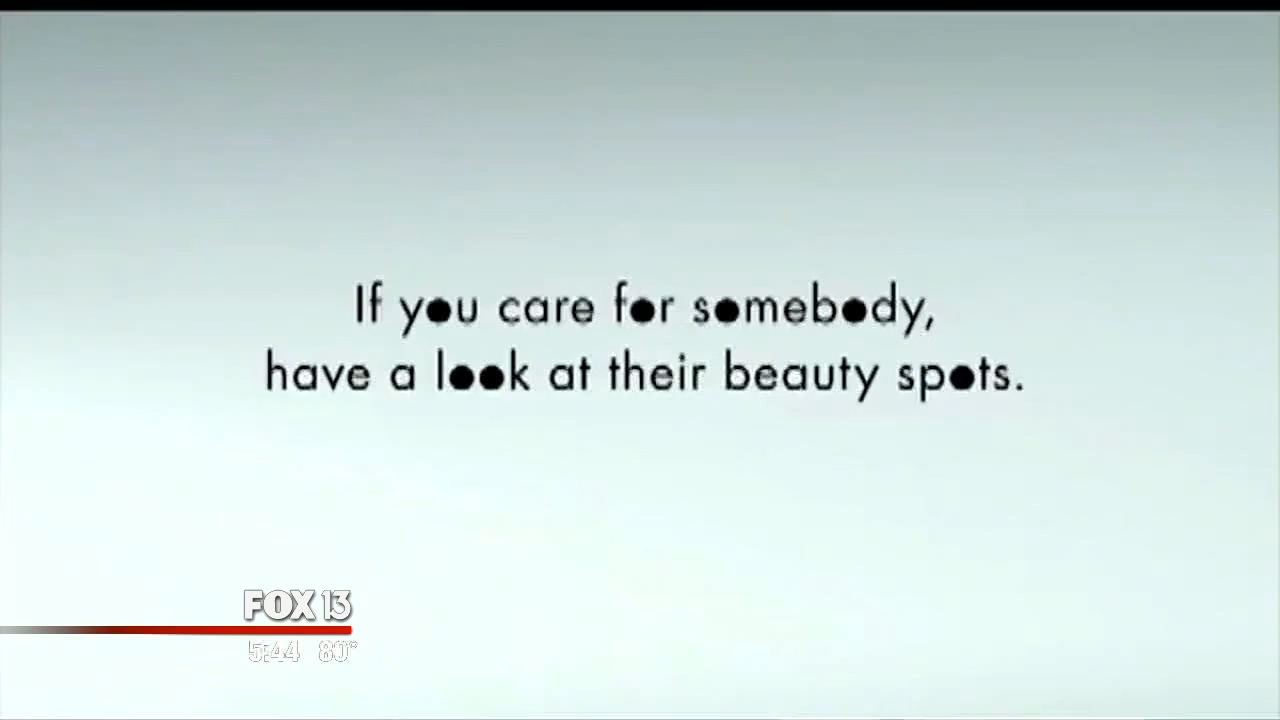 If you care for somebody,
have a look at their beauty spots.
FOX 13
5:44 80°